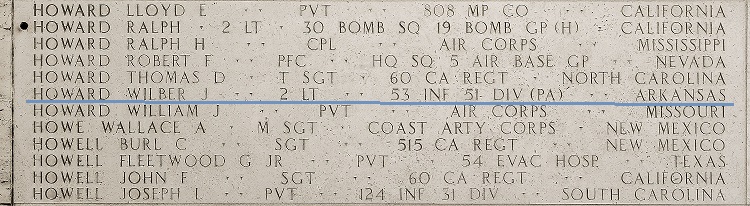 HOWARD LLOYD E · · PVT · · 808 MP CO · · CALIFORNIA
HOWARD RALPH · 2 LT · 30 BOMB SQ 19 BOMB GP (H) · CALIFORNIA
HOWARD RALPH H · · CPL · · AIR CORPS · · MISSISSIPPI
HOWARD ROBERT F · · PFC · · HQ SQ 5 AIR BASE GP · · NEVADA
HOWARD THOMAS D · T SGT · 60 CA REGT · NORTH CAROLINA
HOWARD WILBER J · · 2 LT · · 53 INF 51 DIV (PA) · · ARKANSAS
HOWARD WILLIAM J · · PVT · · AIR CORPS · · MISSOURI
HOWE WALLACE A · M SGT · COAST ARTY CORPS · NEW MEXICO
HOWELL BURL C · · SGT · · 515 CA REGT · · NEW MEXICO
HOWELL FLEETWOOD G JR · · PVT · · 54 EVAC HOSP · · TEXAS
HOWELL JOHN F · · SGT · · 60 CA REGT · · CALIFORNIA
HOWELL JOSEPH L · · PVT · · 124 INF 31 DIV · · SOUTH CAROLINA